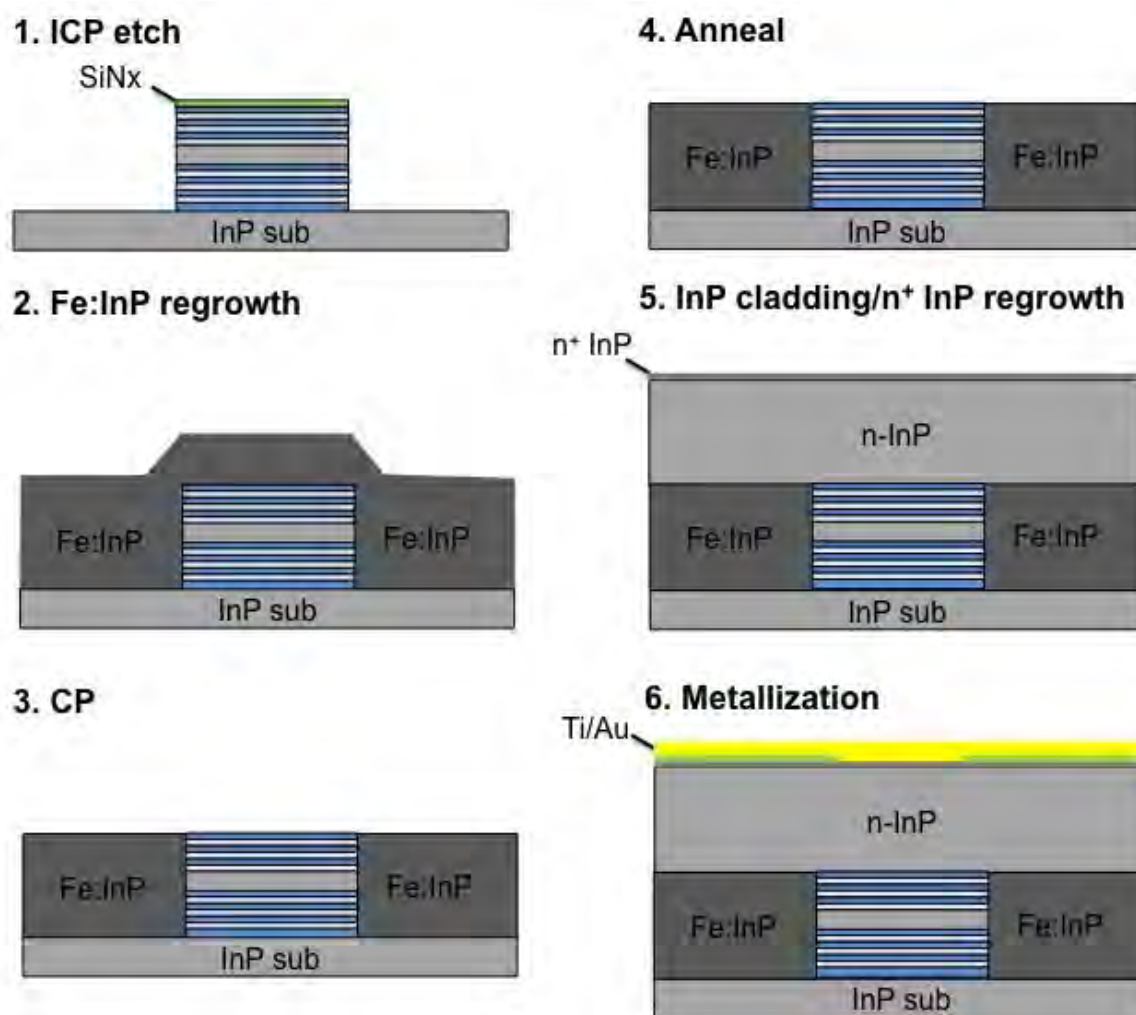 1. ICP etch
SiNx
InP sub
2. Fe:InP regrowth
Fe:InP
Fe:InP
InP sub
3. CP
Fe:InP
Fe:InP
InP sub
4. Anneal
Fe:InP
Fe:InP
InP sub
5. InP cladding/n⁺ InP regrowth
n⁺ InP
n-InP
Fe:InP
Fe:InP
InP sub
6. Metallization
Ti/Au
n-InP
Fe:InP
Fe:InP
InP sub